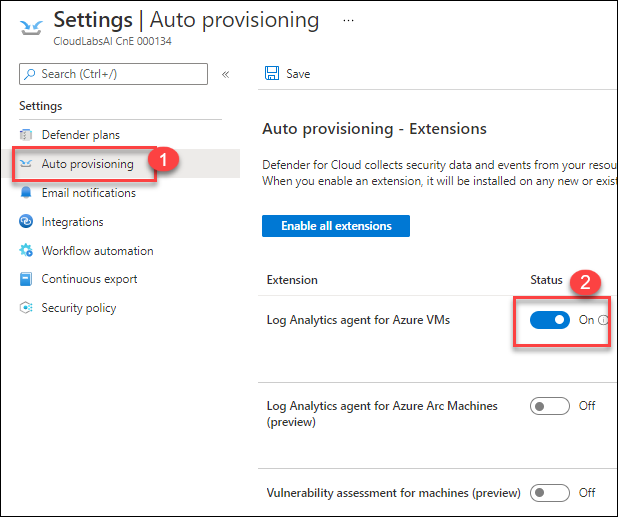 Settings | Auto provisioning ...
CloudLabsAI CnE 000134
Search (Ctrl+/)
«
Settings
Defender plans
Auto provisioning
1
Email notifications
Integrations
Workflow automation
Continuous export
Security policy
Save
Auto provisioning - Extensions
Defender for Cloud collects security data and events from your resou
When you enable an extension, it will be installed on any new or exist
Enable all extensions
Extension Status
2
Log Analytics agent for Azure VMs On
Log Analytics agent for Azure Arc Machines Off
(preview)
Vulnerability assessment for machines (preview) Off